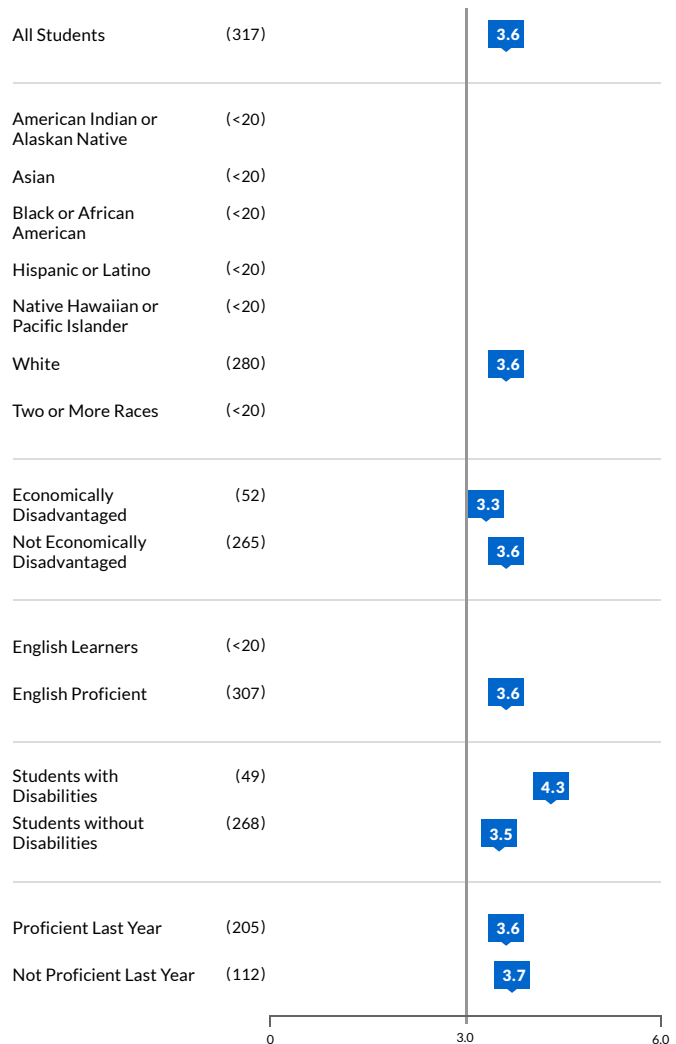 All Students (317) 3.6
American Indian or (<20)
Alaskan Native
Asian (<20)
Black or African (<20)
American
Hispanic or Latino (<20)
Native Hawaiian or (<20)
Pacific Islander
White (280) 3.6
Two or More Races (<20)
Economically (52) 3.3
Disadvantaged
Not Economically (265) 3.6
Disadvantaged
English Learners (<20)
English Proficient (307) 3.6
Students with (49) 4.3
Disabilities
Students without (268) 3.5
Disabilities
Proficient Last Year (205) 3.6
Not Proficient Last Year (112) 3.7
0 3.0 6.0